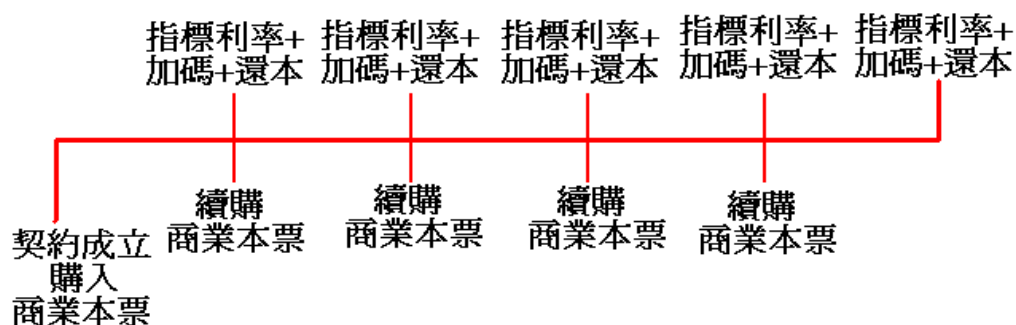 指標利率+
加碼+還本
指標利率+
加碼+還本
指標利率+
加碼+還本
指標利率+
加碼+還本
指標利率+
加碼+還本
契約成立
購入
商業本票
續購
商業本票
續購
商業本票
續購
商業本票
續購
商業本票